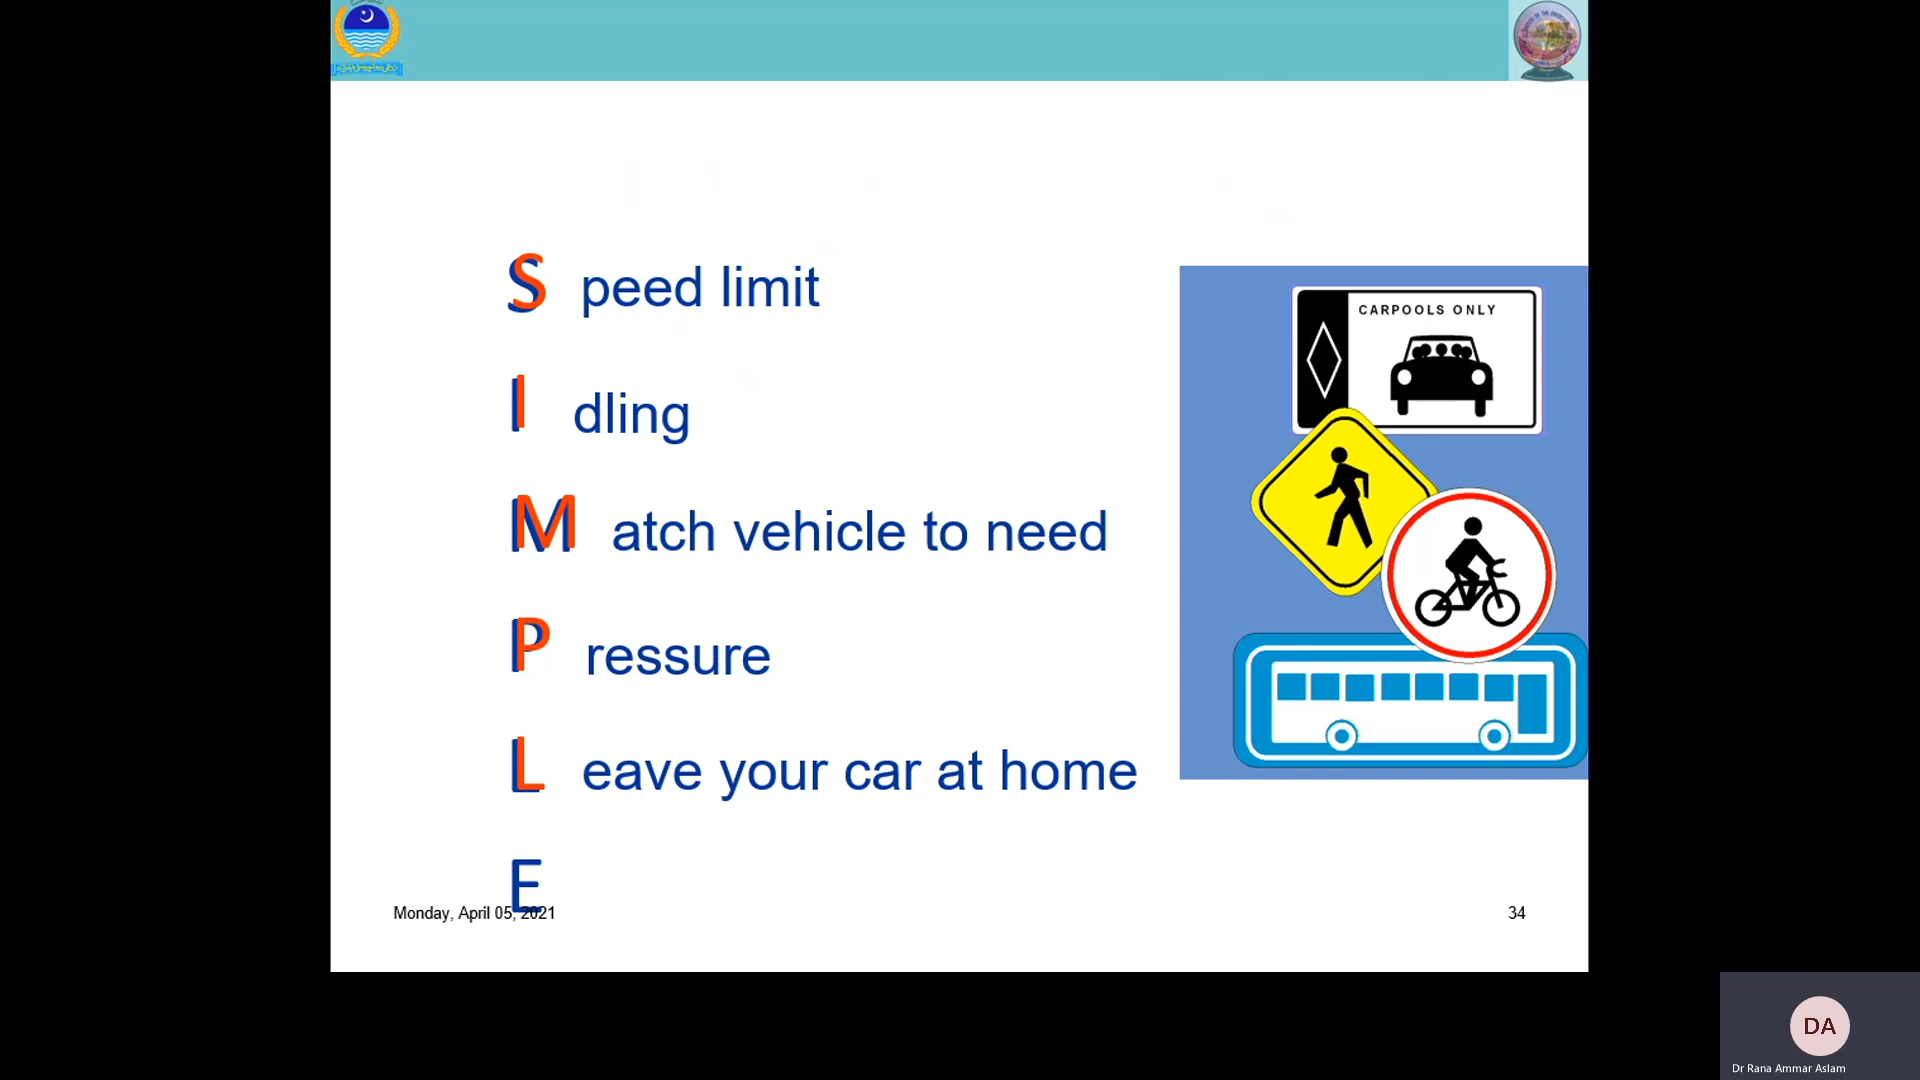 CARPOOLS ONLY
S peed limit
I dling
M atch vehicle to need
P ressure
L eave your car at home
E
Monday, April 05, 2021
34
DA
Dr Rana Ammar Aslam